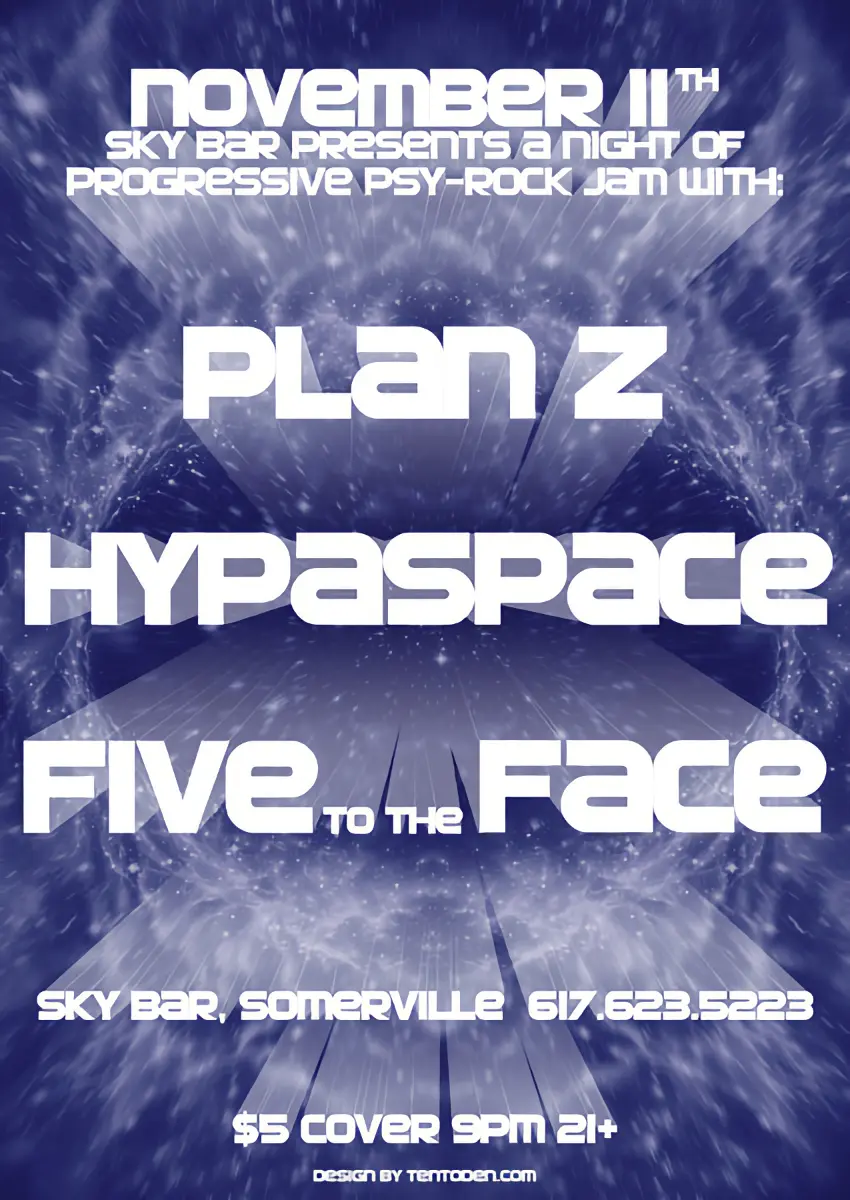 NOVEMBER 11TH
SKY BAR PRESENTS A NIGHT OF
PROGRESSIVE PSY-ROCK JAM WITH:
PLAN Z
HYPASPACE
FIVE TO THE FACE
SKY BAR, SOMERVILLE 617.623.5223
$5 COVER 9PM 21+
DESIGN BY TENTODEN.COM